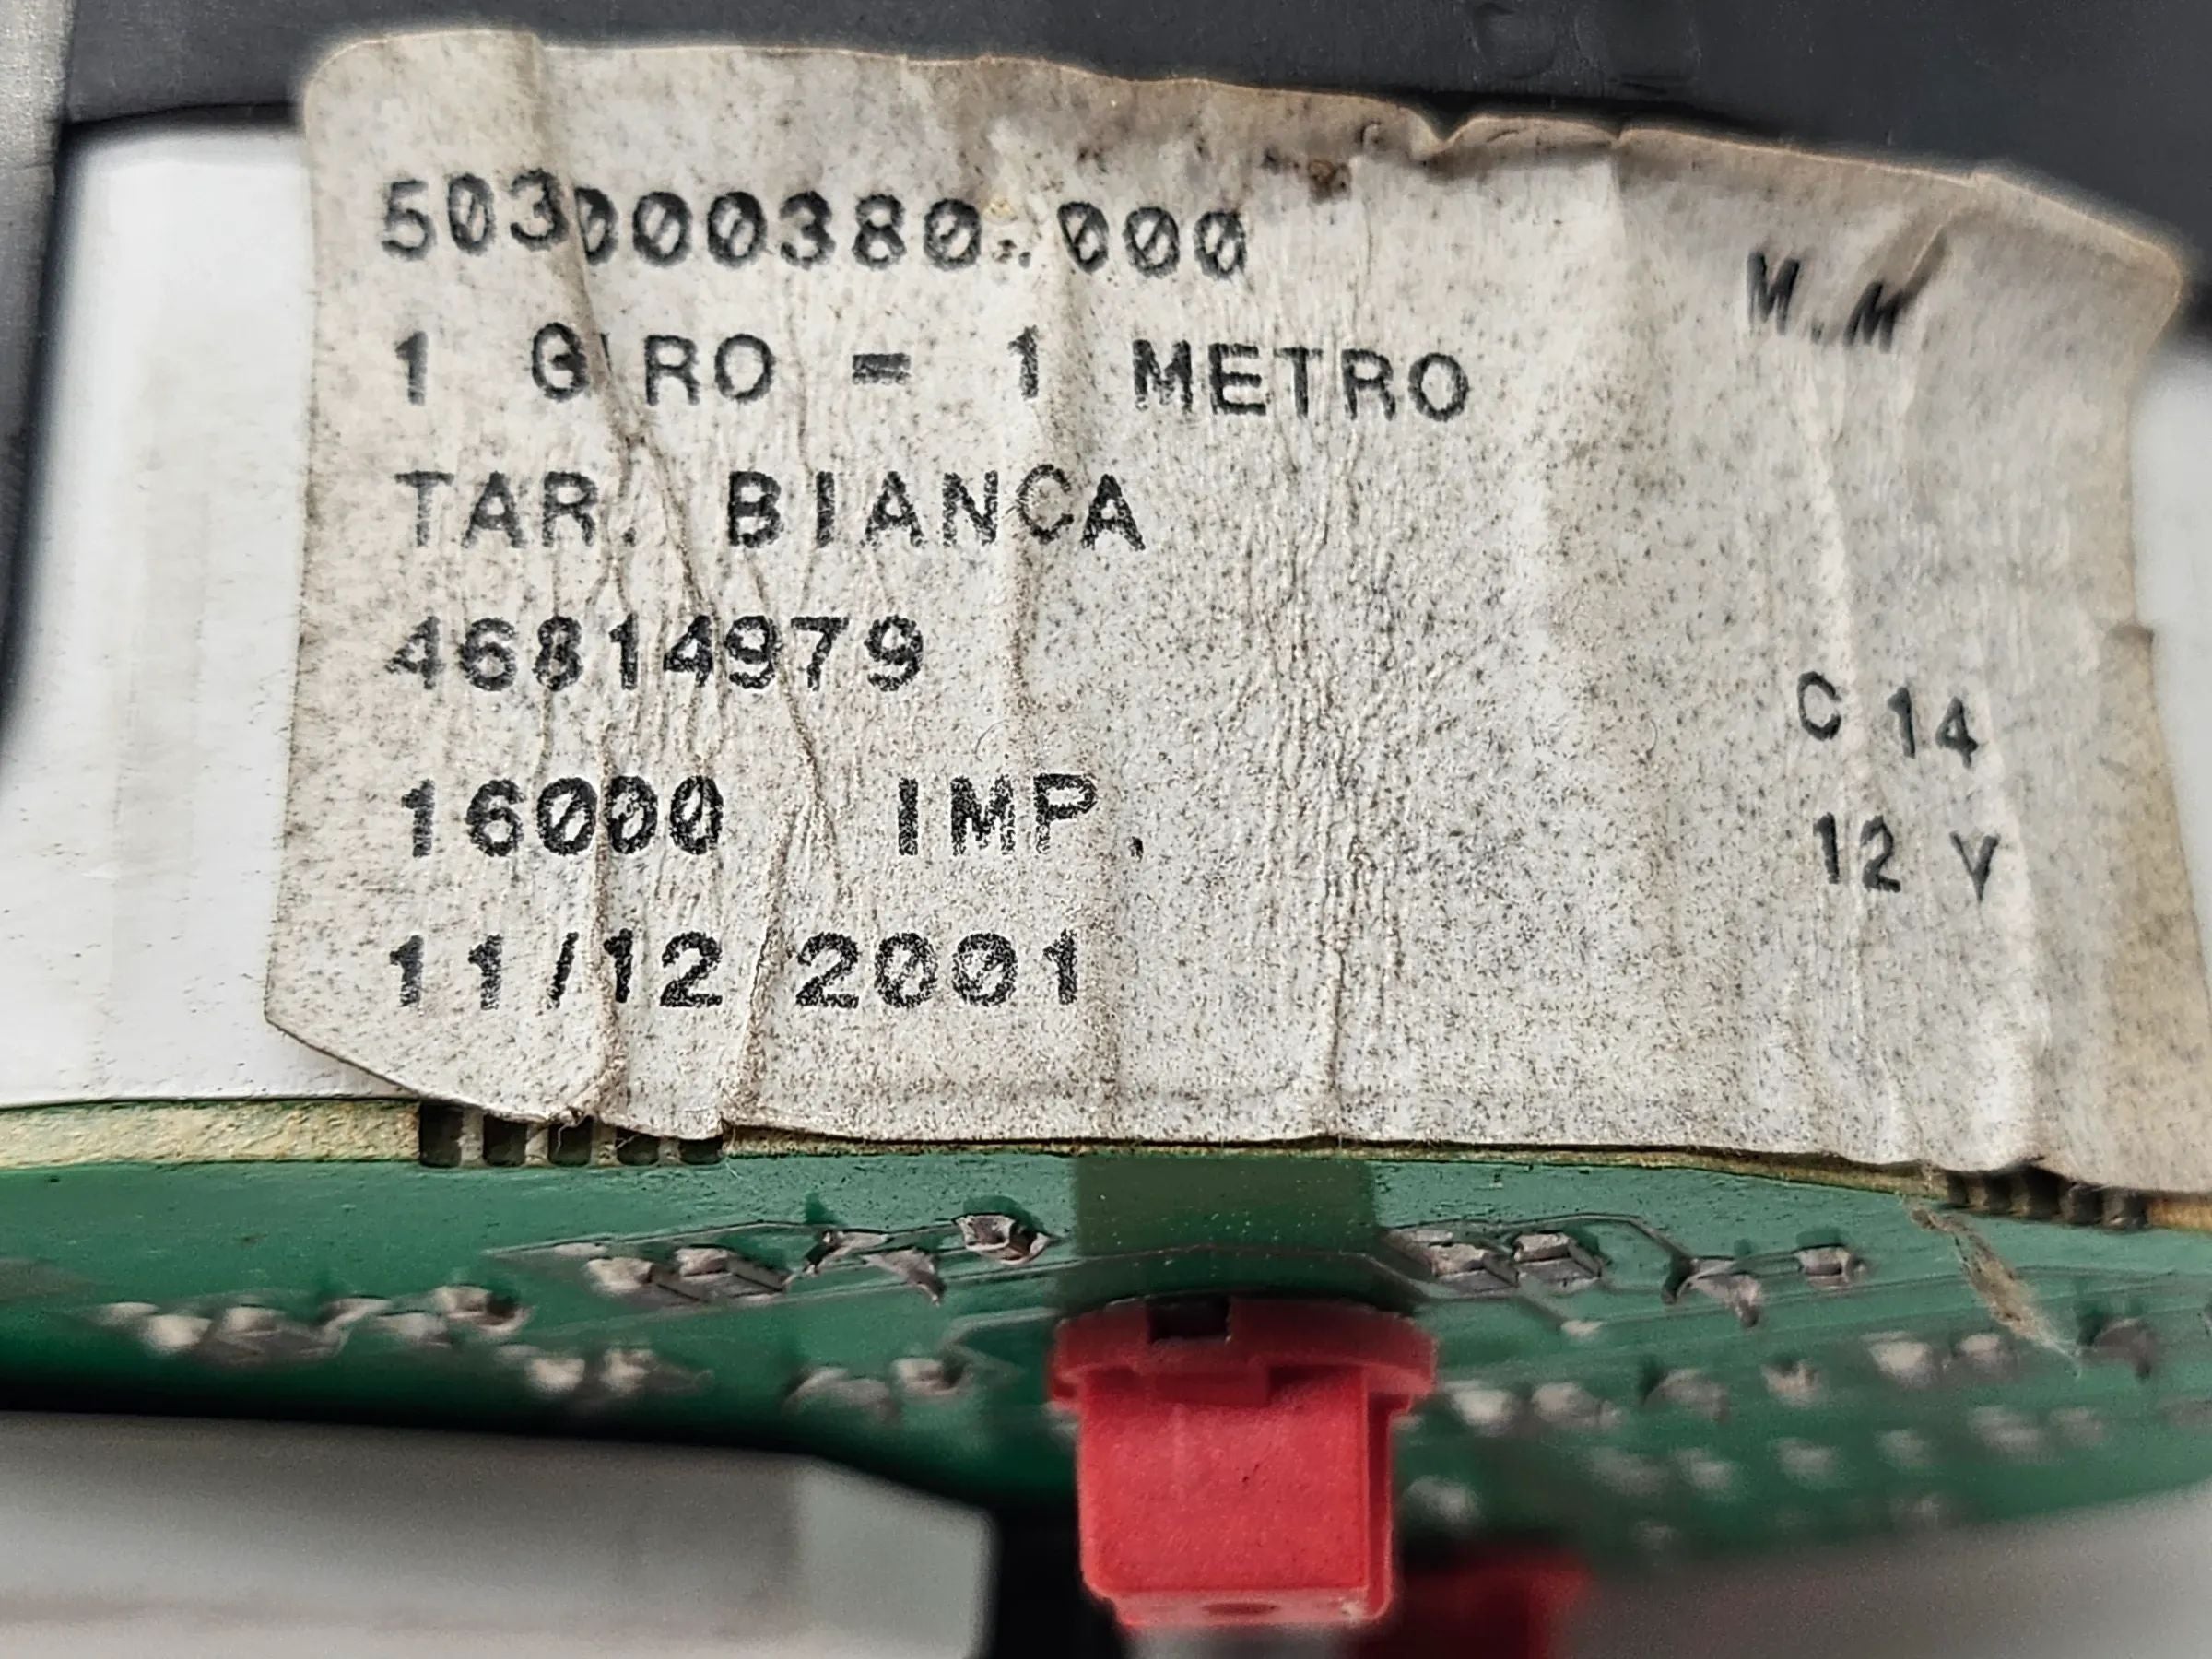 503000380.000
M.M
1 GIRO = 1 METRO
TAR. BIANCA
46814979
C 14
16000 IMP.
12 V
11/12 2001